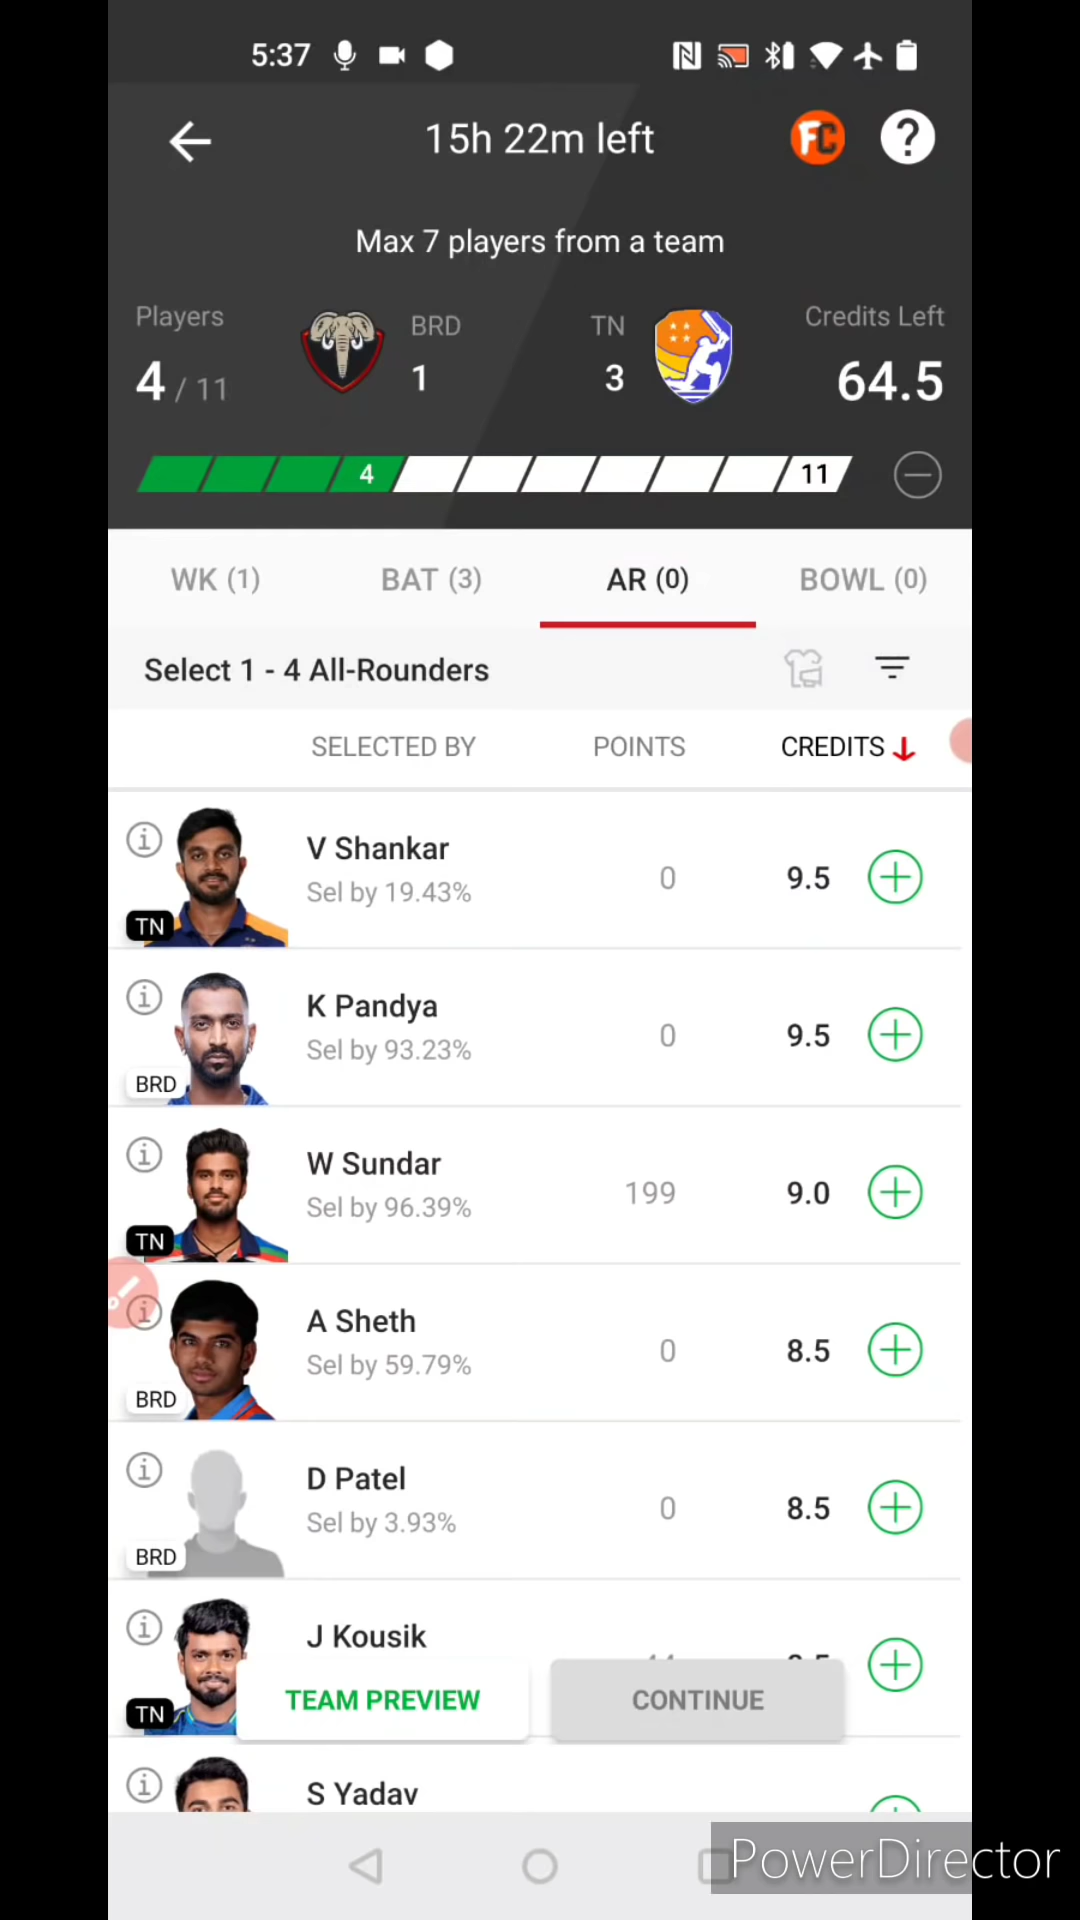 5:37
15h 22m left
FC
?
Max 7 players from a team
Players
BRD
TN
Credits Left
4 / 11
1
3
64.5
4
11
WK (1)
BAT (3)
AR (0)
BOWL (0)
Select 1 - 4 All-Rounders
SELECTED BY
POINTS
CREDITS
V Shankar
Sel by 19.43%
0
9.5
TN
K Pandya
Sel by 93.23%
0
9.5
BRD
W Sundar
Sel by 96.39%
199
9.0
TN
A Sheth
Sel by 59.79%
0
8.5
BRD
D Patel
Sel by 3.93%
0
8.5
BRD
J Kousik
TN
TEAM PREVIEW
CONTINUE
S Yadav
PowerDirector